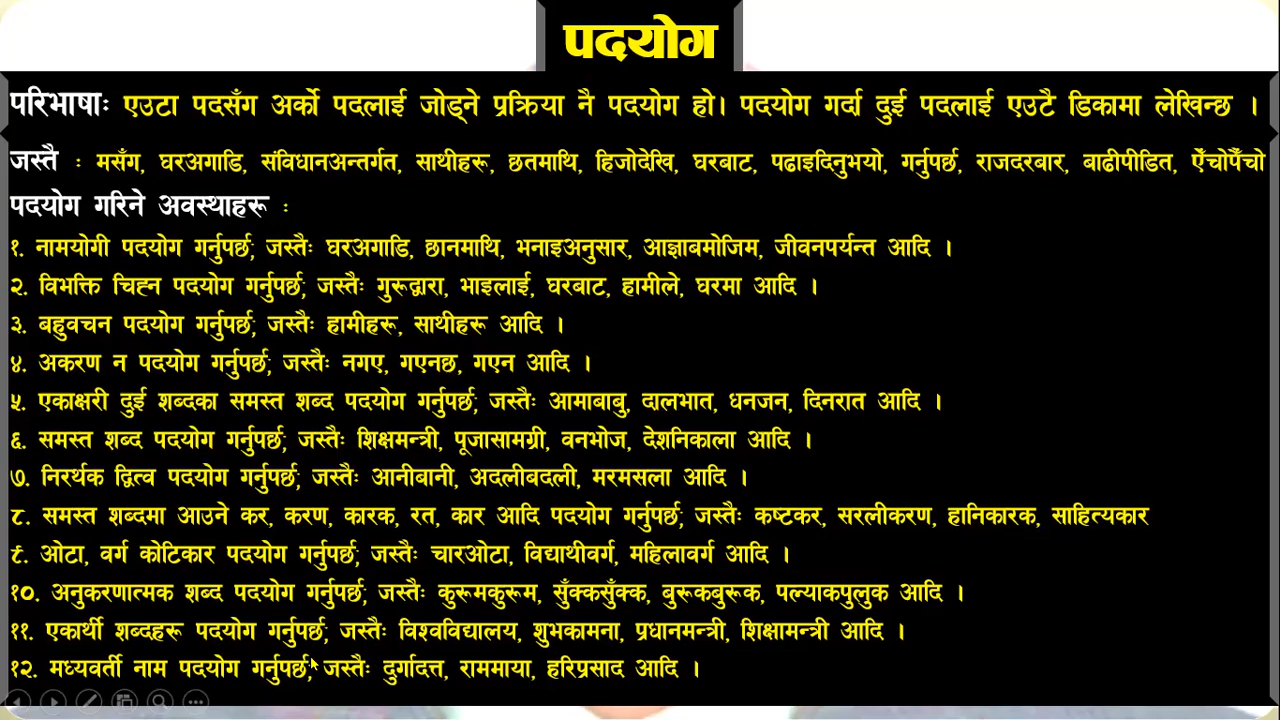 पदयोग
परिभाषाः एउटा पदसँग अर्को पदलाई जोड्ने प्रक्रिया नै पदयोग हो। पदयोग गर्दा दुई पदलाई एउटै डिकामा लेखिन्छ ।
जस्तै : मसँग, घरअगाडि, संविधानअन्तर्गत, साथीहरू, छतमाथि, हिजोदेखि, घरबाट, पढाइदिनुभयो, गर्नुपर्छ, राजदरबार, बाढीपीडित, ऐँचोपैँचो
पदयोग गरिने अवस्थाहरू :
१. नामयोगी पदयोग गर्नुपर्छ; जस्तैः घरअगाडि, छानमाथि, भनाइअनुसार, आज्ञाबमोजिम, जीवनपर्यन्त आदि ।
२. विभक्ति चिह्न पदयोग गर्नुपर्छ; जस्तैः गुरूद्वारा, भाइलाई, घरबाट, हामीले, घरमा आदि ।
३. बहुवचन पदयोग गर्नुपर्छ; जस्तैः हामीहरू, साथीहरू आदि ।
४. अकरण न पदयोग गर्नुपर्छ; जस्तैः नगए, गएनछ, गएन आदि ।
५. एकाक्षरी दुई शब्दका समस्त शब्द पदयोग गर्नुपर्छ; जस्तैः आमाबाबु, दालभात, धनजन, दिनरात आदि ।
६. समस्त शब्द पदयोग गर्नुपर्छ; जस्तैः शिक्षमन्त्री, पूजासामग्री, वनभोज, देशनिकाला आदि ।
७. निरर्थक द्वित्व पदयोग गर्नुपर्छ; जस्तैः आनीबानी, अदलीबदली, मरमसला आदि ।
८. समस्त शब्दमा आउने कर, करण, कारक, रत, कार आदि पदयोग गर्नुपर्छ; जस्तैः कष्टकर, सरलीकरण, हानिकारक, साहित्यकार
९. ओटा, वर्ग कोटिकार पदयोग गर्नुपर्छ; जस्तैः चारओटा, विद्यार्थीवर्ग, महिलावर्ग आदि ।
१०. अनुकरणात्मक शब्द पदयोग गर्नुपर्छ; जस्तैः कुरूमकुरूम, सुँक्कसुँक्क, बुरूकबुरूक, पल्याकपुलुक आदि ।
११. एकार्थी शब्दहरू पदयोग गर्नुपर्छ; जस्तैः विश्वविद्यालय, शुभकामना, प्रधानमन्त्री, शिक्षामन्त्री आदि ।
१२. मध्यवर्ती नाम पदयोग गर्नुपर्छ; जस्तैः दुर्गादत्त, राममाया, हरिप्रसाद आदि ।